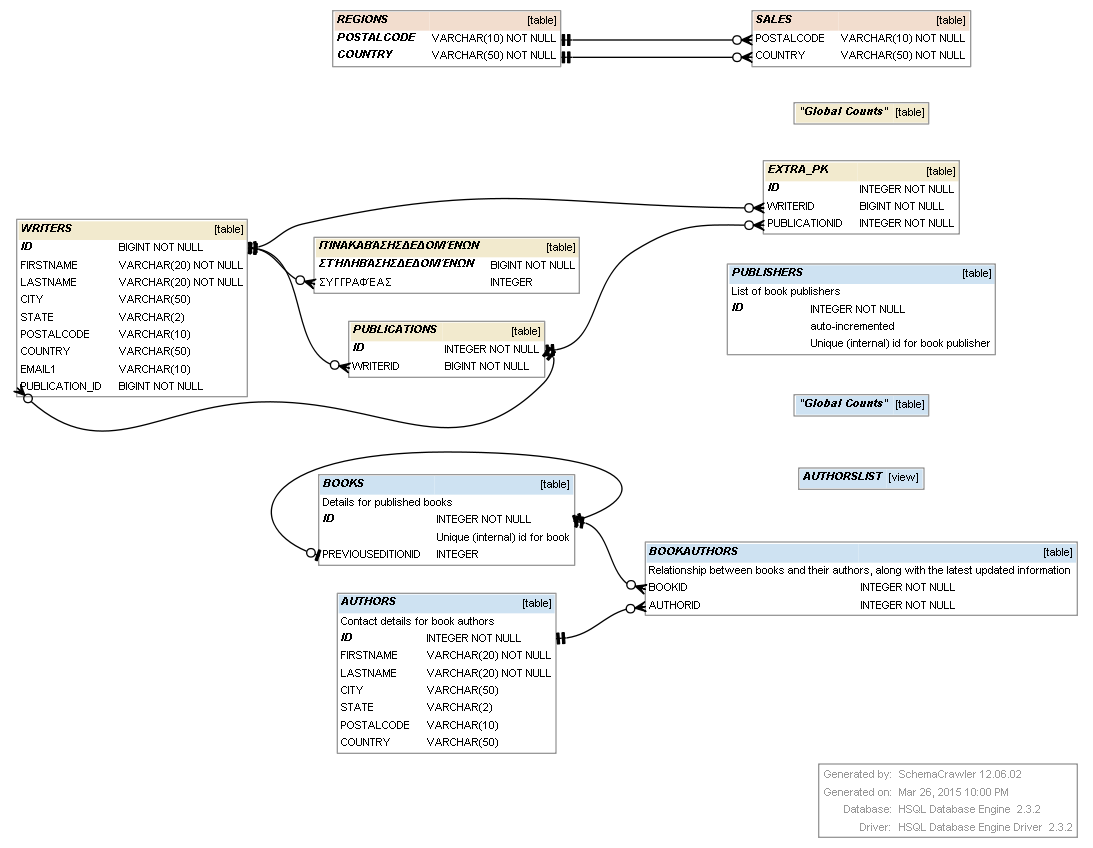 REGIONS [table]
POSTALCODE VARCHAR(10) NOT NULL
COUNTRY VARCHAR(50) NOT NULL
SALES [table]
POSTALCODE VARCHAR(10) NOT NULL
COUNTRY VARCHAR(50) NOT NULL
"Global Counts" [table]
EXTRA_PK [table]
ID INTEGER NOT NULL
WRITERID BIGINT NOT NULL
PUBLICATIONID INTEGER NOT NULL
WRITERS [table]
ID BIGINT NOT NULL
FIRSTNAME VARCHAR(20) NOT NULL
LASTNAME VARCHAR(20) NOT NULL
CITY VARCHAR(50)
STATE VARCHAR(2)
POSTALCODE VARCHAR(10)
COUNTRY VARCHAR(50)
EMAIL1 VARCHAR(10)
PUBLICATION_ID BIGINT NOT NULL
ΠΊΝΑΚΑΒΆΣΗΣΔΕΔΟΜΈΝΩΝ [table]
ΣΤΉΛΗΒΆΣΗΣΔΕΔΟΜΈΝΩΝ BIGINT NOT NULL
ΣΥΓΓΡΑΦΈΑΣ INTEGER
PUBLICATIONS [table]
ID INTEGER NOT NULL
WRITERID BIGINT NOT NULL
PUBLISHERS [table]
List of book publishers
ID INTEGER NOT NULL
auto-incremented
Unique (internal) id for book publisher
"Global Counts" [table]
AUTHORSLIST [view]
BOOKS [table]
Details for published books
ID INTEGER NOT NULL
Unique (internal) id for book
PREVIOUSEDITIONID INTEGER
BOOKAUTHORS [table]
Relationship between books and their authors, along with the latest updated information
BOOKID INTEGER NOT NULL
AUTHORID INTEGER NOT NULL
AUTHORS [table]
Contact details for book authors
ID INTEGER NOT NULL
FIRSTNAME VARCHAR(20) NOT NULL
LASTNAME VARCHAR(20) NOT NULL
CITY VARCHAR(50)
STATE VARCHAR(2)
POSTALCODE VARCHAR(10)
COUNTRY VARCHAR(50)
Generated by: SchemaCrawler 12.06.02
Generated on: Mar 26, 2015 10:00 PM
Database: HSQL Database Engine 2.3.2
Driver: HSQL Database Engine Driver 2.3.2